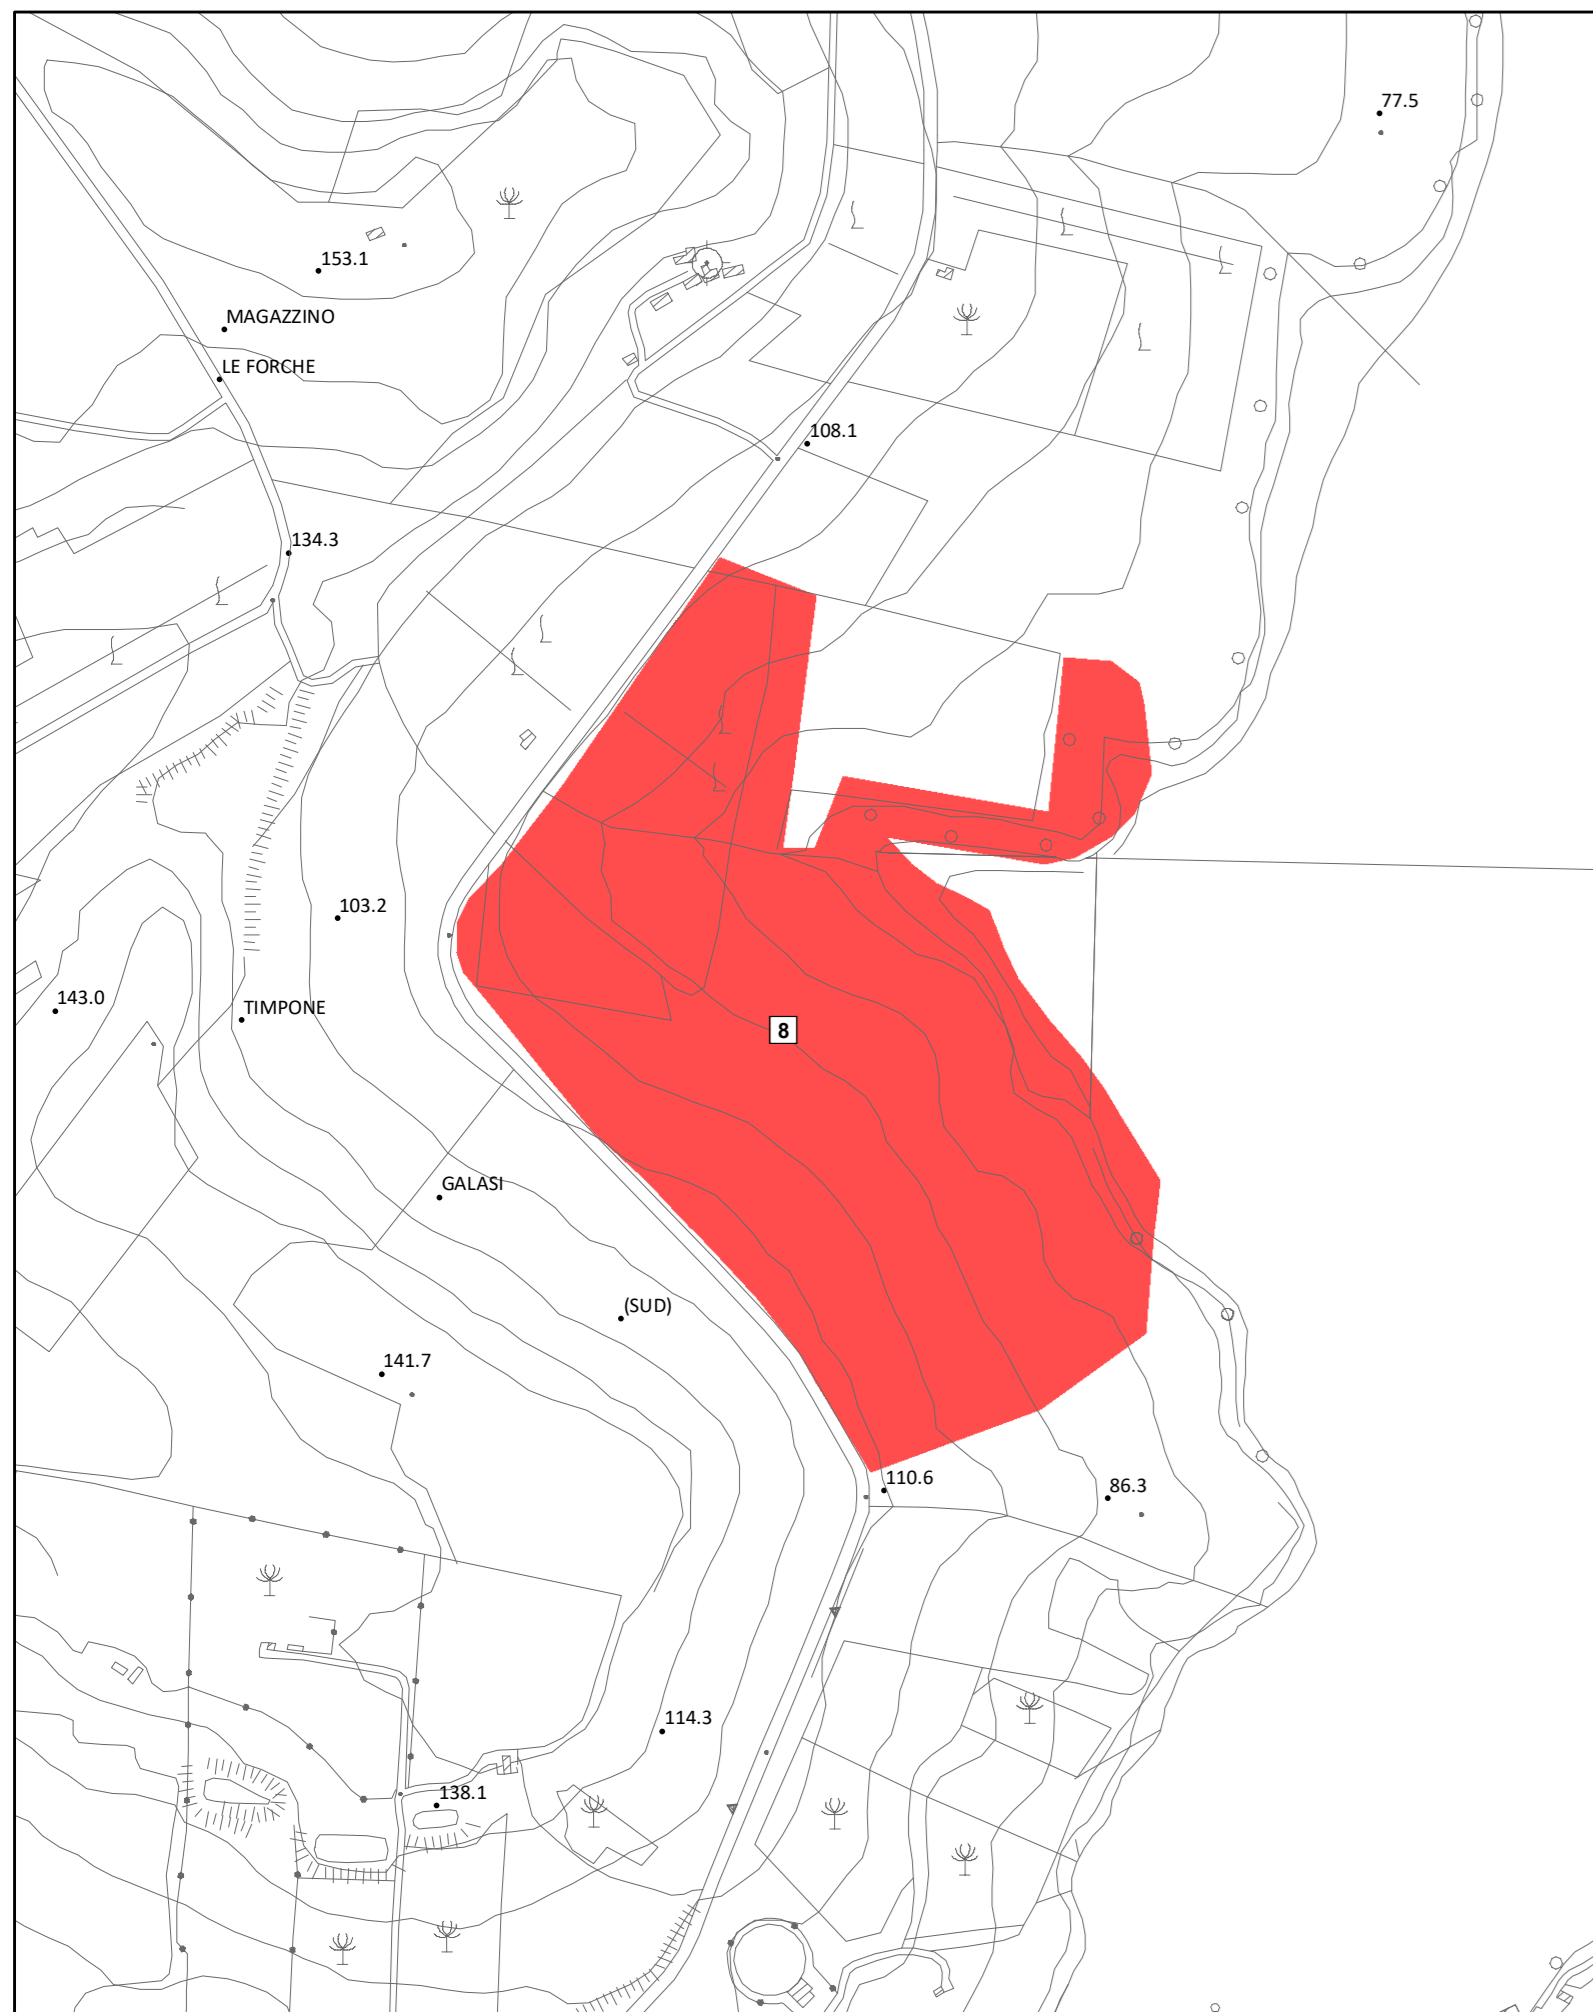 77.5
153.1
MAGAZZINO
LE FORCHE
108.1
134.3
103.2
143.0
TIMPONE
8
GALASI
(SUD)
141.7
110.6
86.3
114.3
138.1